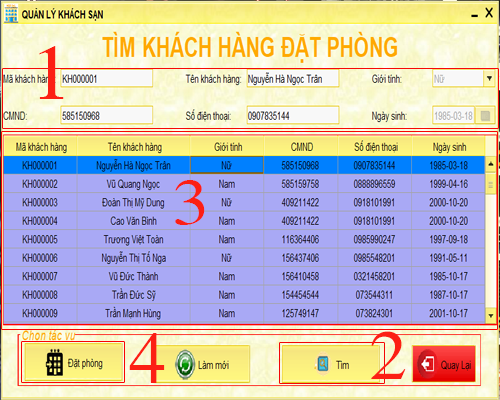 QUẢN LÝ KHÁCH SẠN
TÌM KHÁCH HÀNG ĐẶT PHÒNG
1
Mã khách hàng: KH000001 Tên khách hàng: Nguyễn Hà Ngọc Trân Giới tính: Nữ
CMND: 585150968 Số điện thoại: 0907835144 Ngày sinh: 1985-03-18
Mã khách hàng Tên khách hàng Giới tính CMND Số điện thoại Ngày sinh
KH000001 Nguyễn Hà Ngọc Trân Nữ 585150968 0907835144 1985-03-18
KH000002 Vũ Quang Ngọc Nam 585159758 0888896559 1999-04-16
KH000003 Đoàn Thị Mỹ Dung Nữ 409211422 0918101991 2000-10-20
3
KH000004 Cao Văn Bình Nam 409211422 0918101991 2000-10-20
KH000005 Trương Việt Toàn Nam 116364406 0985990247 1997-09-18
KH000006 Nguyễn Thị Tố Nga Nữ 156437406 0985548201 1991-05-11
KH000007 Vũ Đức Thành Nam 156410458 0321458201 1985-10-17
KH000008 Trần Đức Sỹ Nam 154454544 073544311 1987-10-17
KH000009 Trần Mạnh Hùng Nam 125749147 073824301 2001-10-17
Chọn tác vụ
Đặt phòng 4 Làm mới Tìm 2 Quay Lại